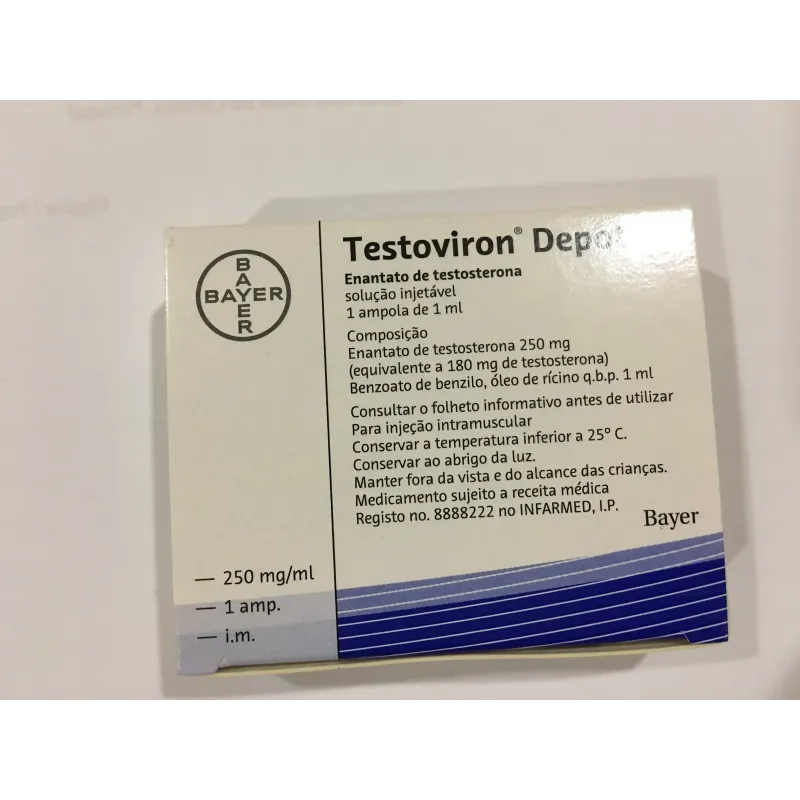 BAYER
BAYER
Testoviron® Depot
Enantato de testosterona
solução injetável
1 ampola de 1 ml
Composição
Enantato de testosterona 250 mg
(equivalente a 180 mg de testosterona)
Benzoato de benzilo, óleo de rícino q.b.p. 1 ml
Consultar o folheto informativo antes de utilizar
Para injeção intramuscular
Conservar a temperatura inferior a 25° C.
Conservar ao abrigo da luz.
Manter fora da vista e do alcance das crianças.
Medicamento sujeito a receita médica
Registo no. 8888222 no INFARMED, I.P.
Bayer
— 250 mg/ml
— 1 amp.
— i.m.